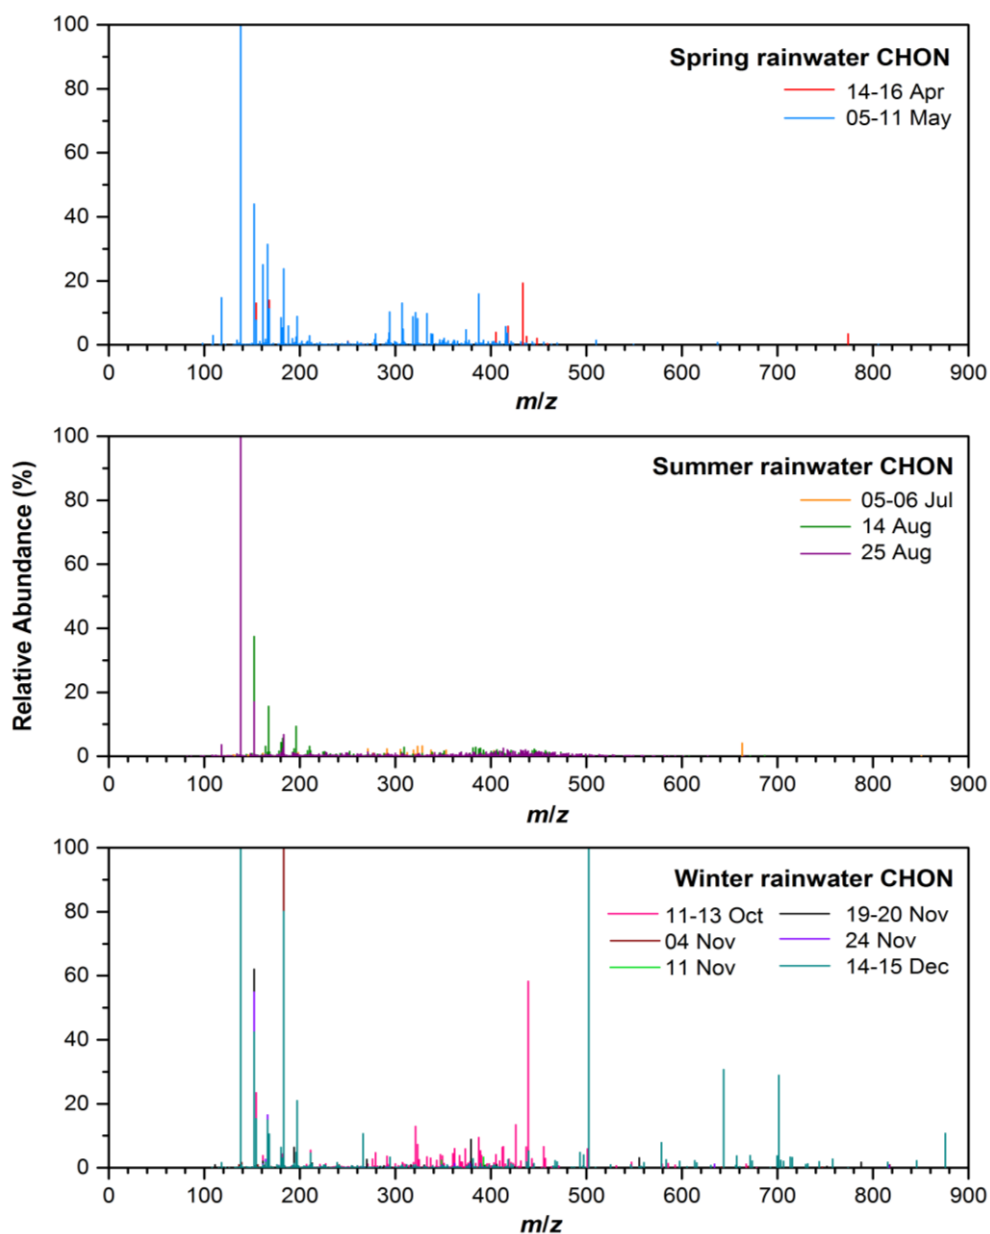 Relative Abundance (%)
Spring rainwater CHON
14-16 Apr
05-11 May
100
80
60
40
20
0
0 100 200 300 400 500 600 700 800 900
m/z
Summer rainwater CHON
05-06 Jul
14 Aug
25 Aug
100
80
60
40
20
0
0 100 200 300 400 500 600 700 800 900
m/z
Winter rainwater CHON
11-13 Oct 19-20 Nov
04 Nov 24 Nov
11 Nov 14-15 Dec
100
80
60
40
20
0
0 100 200 300 400 500 600 700 800 900
m/z